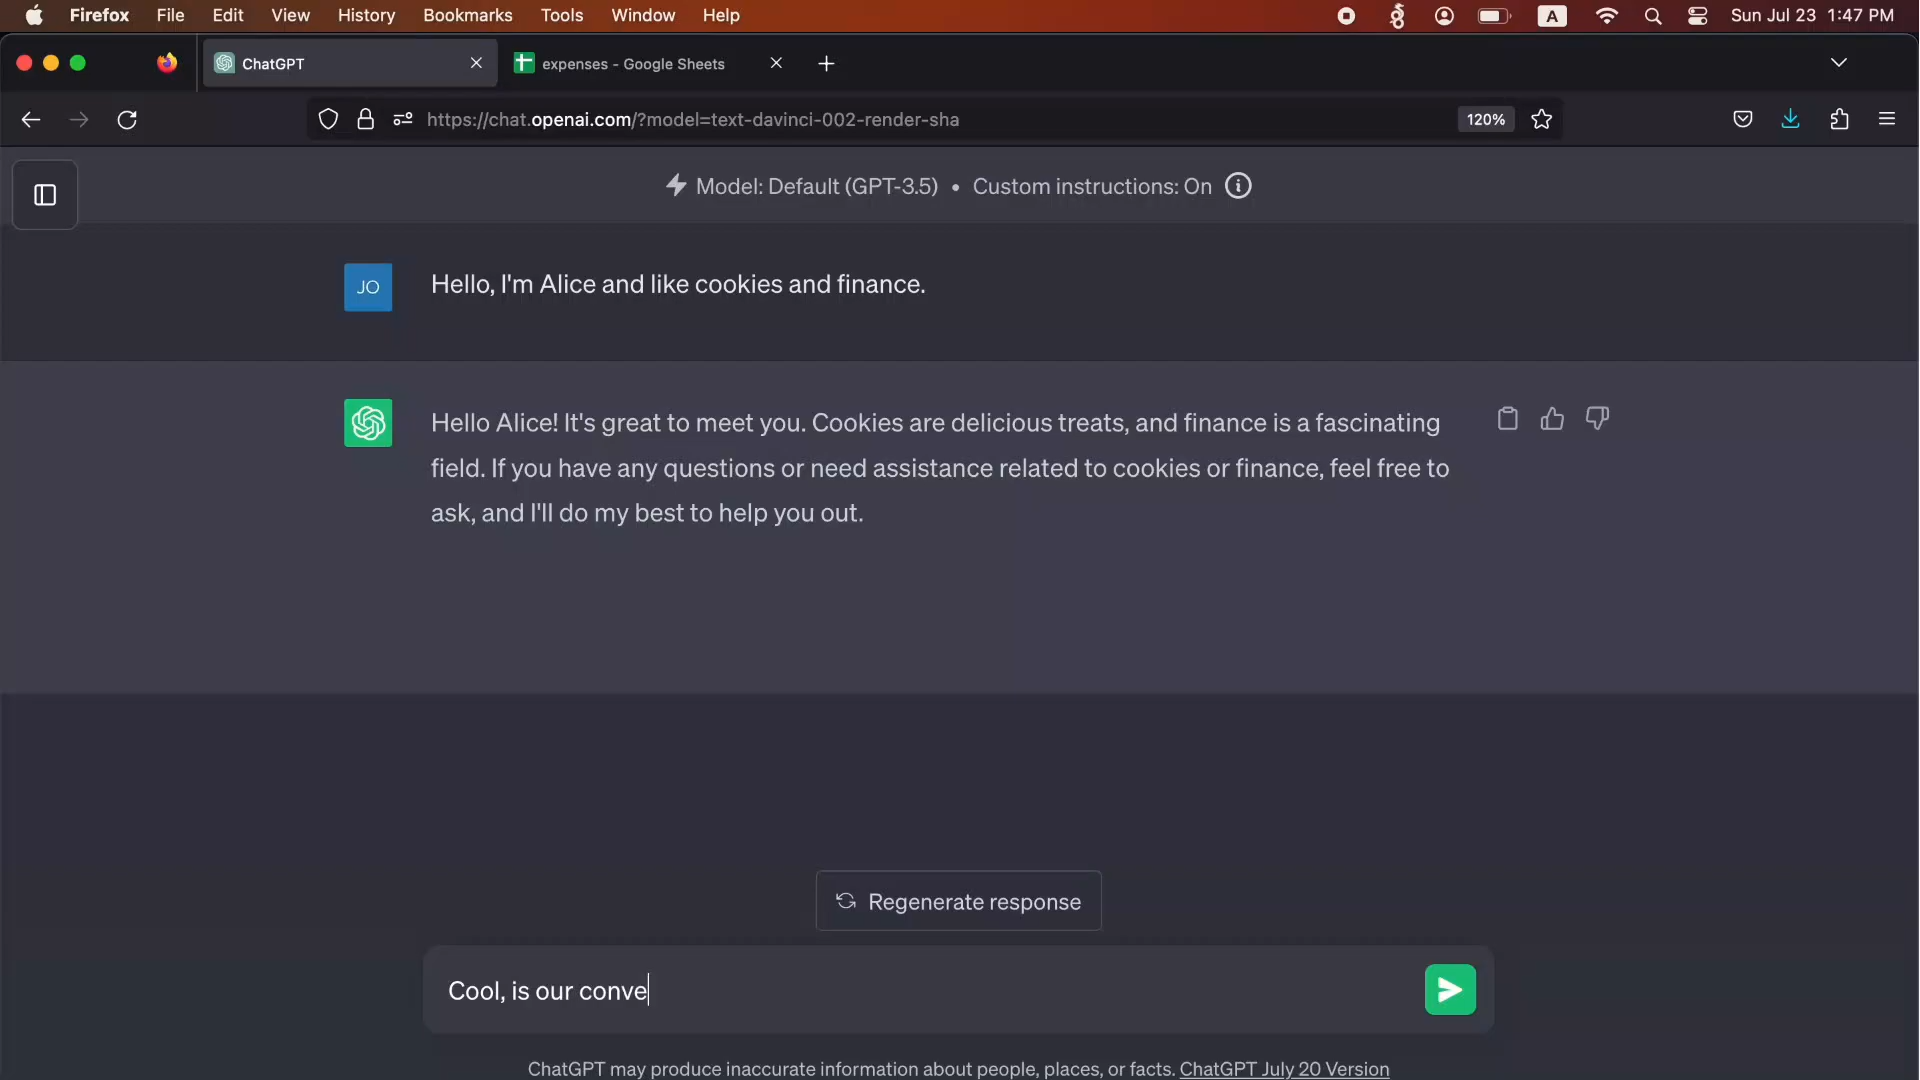 Firefox File Edit View History Bookmarks Tools Window Help A Sun Jul 23 1:47 PM
ChatGPT expenses - Google Sheets
https://chat.openai.com/?model=text-davinci-002-render-sha 120%
Model: Default (GPT-3.5) • Custom instructions: On
JO Hello, I'm Alice and like cookies and finance.
Hello Alice! It's great to meet you. Cookies are delicious treats, and finance is a fascinating
field. If you have any questions or need assistance related to cookies or finance, feel free to
ask, and I'll do my best to help you out.
Regenerate response
Cool, is our conve
ChatGPT may produce inaccurate information about people, places, or facts. ChatGPT July 20 Version